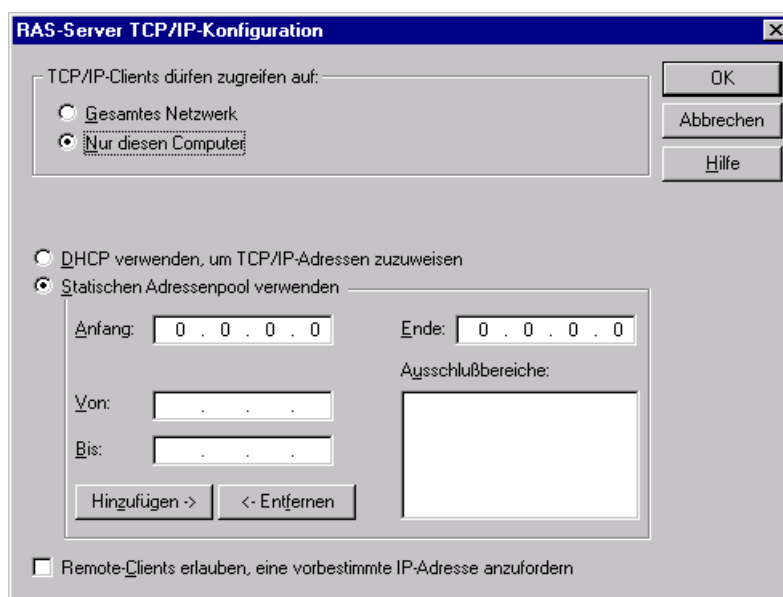 RAS-Server TCP/IP-Konfiguration
TCP/IP-Clients dürfen zugreifen auf:
Gesamtes Netzwerk
Nur diesen Computer
OK
Abbrechen
Hilfe
DHCP verwenden, um TCP/IP-Adressen zuzuweisen
Statischen Adressenpool verwenden
Anfang: 0 . 0 . 0 . 0 Ende: 0 . 0 . 0 . 0
Ausschlußbereiche:
Von: . . .
Bis: . . .
Hinzufügen -> <- Entfernen
Remote-Clients erlauben, eine vorbestimmte IP-Adresse anzufordern